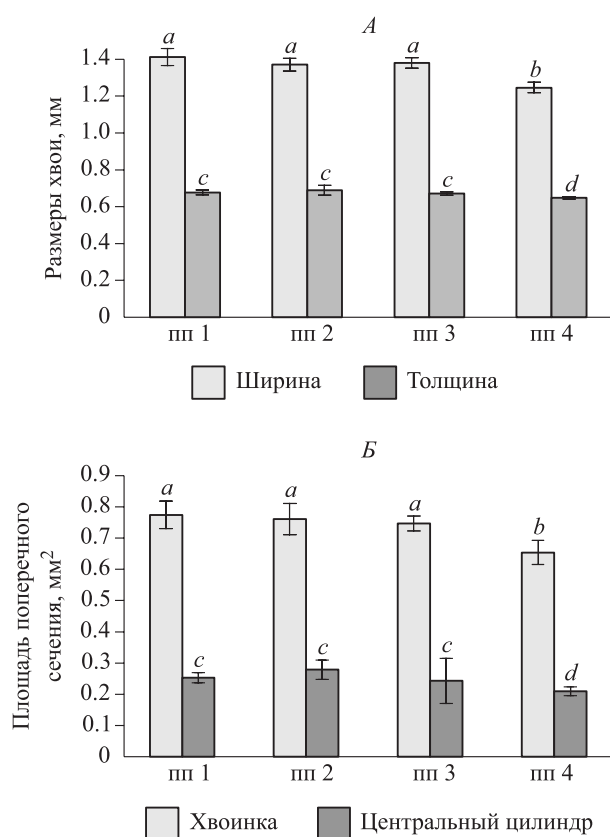 А
Размеры хвои, мм
1.4
1.2
1.0
0.8
0.6
0.4
0.2
0
a
c
a
c
a
c
b
d
пп 1
пп 2
пп 3
пп 4
Ширина
Толщина
Б
Площадь поперечного
сечения, мм²
0.9
0.8
0.7
0.6
0.5
0.4
0.3
0.2
0.1
0
a
c
a
c
a
c
b
d
пп 1
пп 2
пп 3
пп 4
Хвоинка
Центральный цилиндр